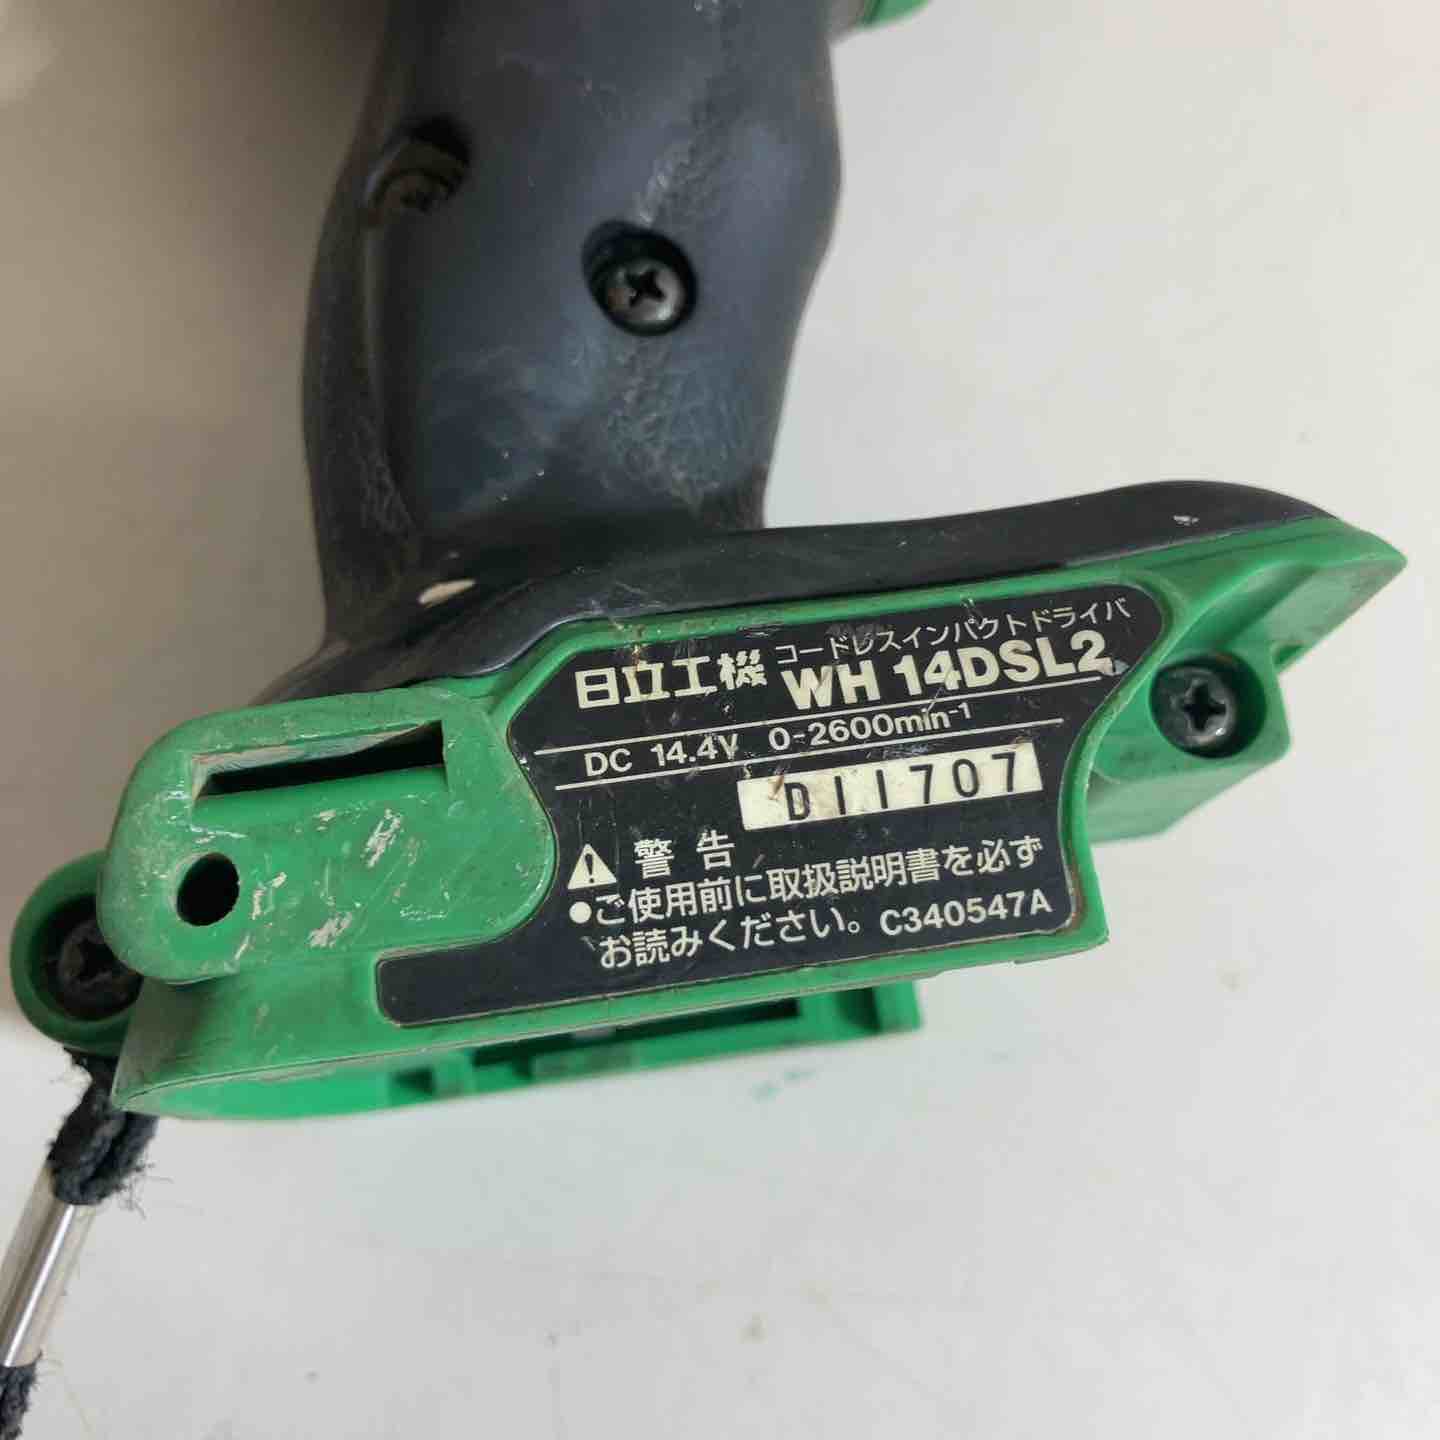 コードレスインパクトドライバ
日立工機 WH 14DSL2
DC 14.4V 0-2600min⁻¹
D11707
警告
●ご使用前に取扱説明書を必ず
お読みください。 C340547A